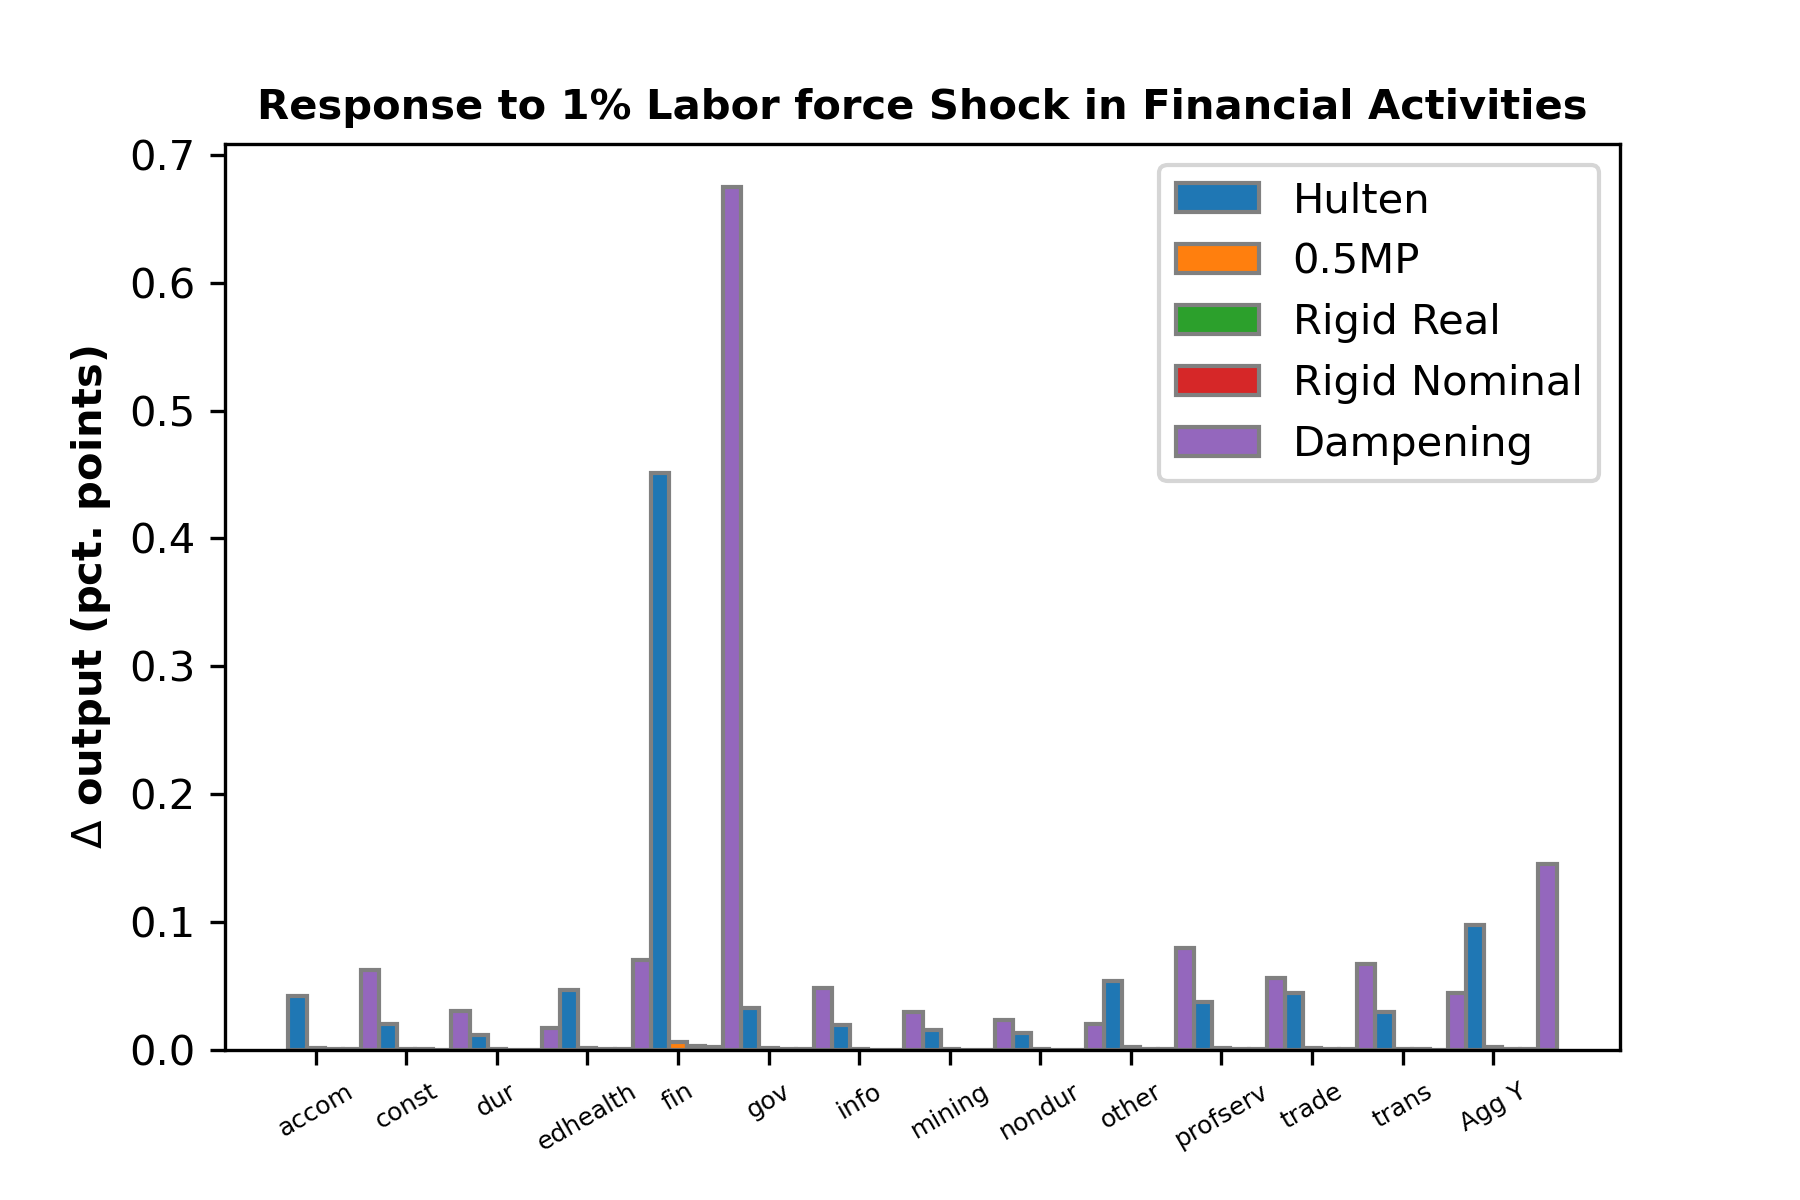 Response to 1% Labor force Shock in Financial Activities
Δ output (pct. points)
0.7
0.6
0.5
0.4
0.3
0.2
0.1
0.0
Hulten
0.5MP
Rigid Real
Rigid Nominal
Dampening
accom
const
dur
edhealth
fin
gov
info
mining
nondur
other
profserv
trade
trans
Agg Y